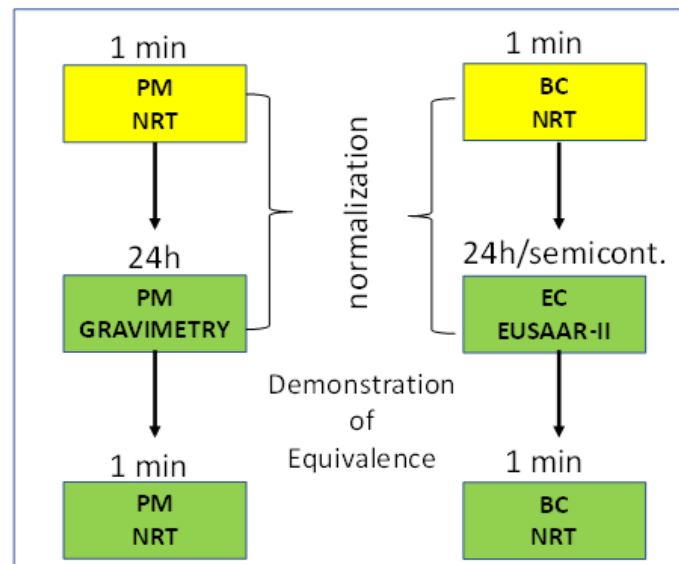 1 min
PM
NRT
24h
PM
GRAVIMETRY
1 min
PM
NRT
normalization
Demonstration
of
Equivalence
1 min
BC
NRT
24h/semicont.
EC
EUSAAR-II
1 min
BC
NRT